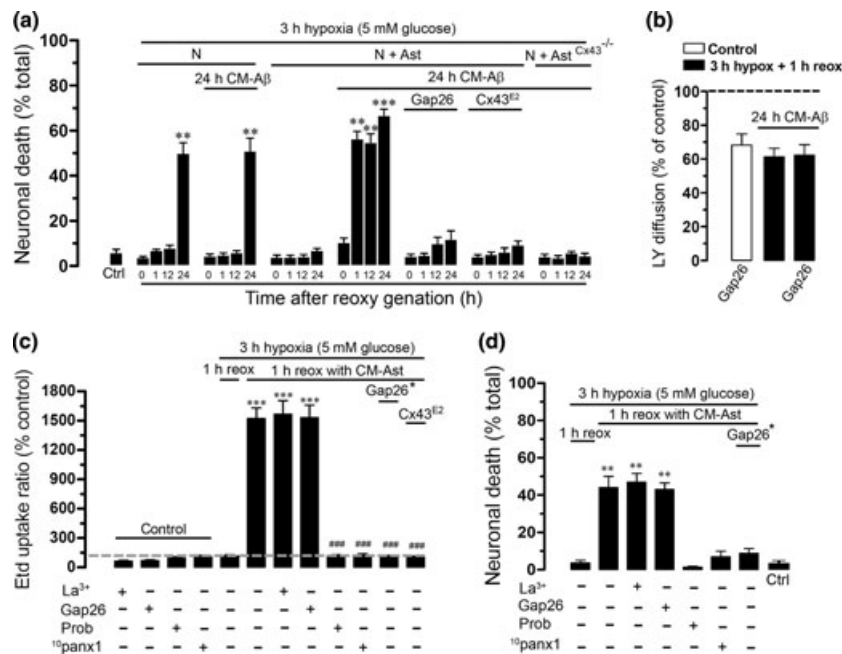 (a)
3 h hypoxia (5 mM glucose)
N
N + Ast
N + Ast Cx43-/-
24 h CM-Aβ
24 h CM-Aβ
Gap26
Cx43E2
Neuronal death (% total)
100
80
60
40
20
0
**
**
**
**
***
Ctrl
0 1 12 24 0 1 12 24 0 1 12 24 0 1 12 24 0 1 12 24 0 1 12 24 0 1 12 24
Time after reoxy genation (h)
(b)
Control
3 h hypox + 1 h reox
LY diffusion (% of control)
100
80
60
40
20
0
24 h CM-Aβ
Gap26
Gap26
(c)
3 h hypoxia (5 mM glucose)
1 h reox
1 h reox with CM-Ast
Gap26*
Cx43E2
Etd uptake ratio (% control)
1800
1500
1200
900
600
300
0
*** *** ***
Control
### ### ### ###
La3+ + – – – – – + – – – – –
Gap26 – + – – – – – + – – – –
Prob – – + – – – – – + – – –
10panx1 – – – + – – – – – + – –
(d)
3 h hypoxia (5 mM glucose)
1 h reox with CM-Ast
1 h reox
Gap26*
Neuronal death (% total)
100
80
60
40
20
0
** ** **
Ctrl
– – + – – – – –
– – – + – – – –
– – – – + – – –
– – – – – + – –